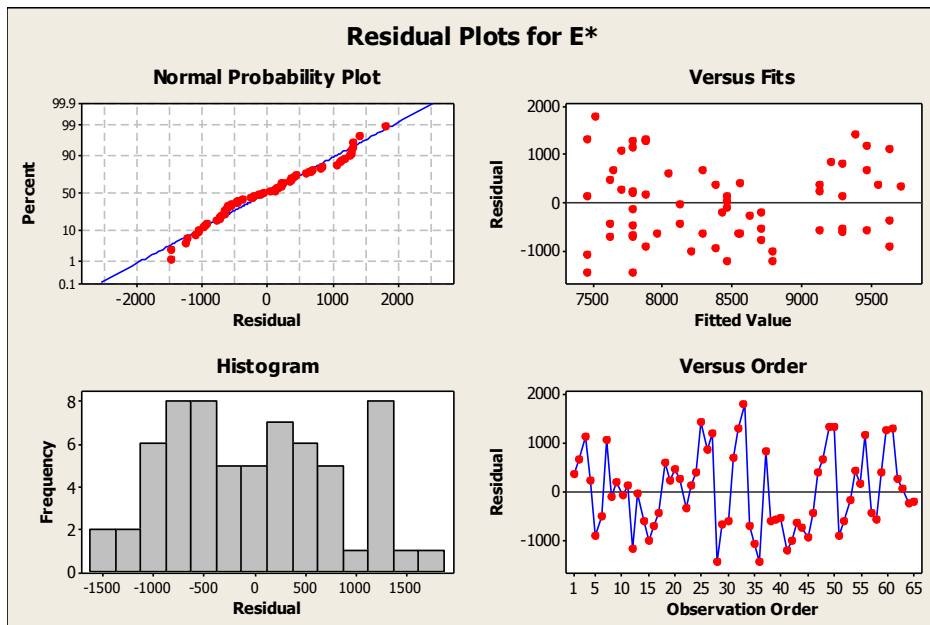 Residual Plots for E*
Normal Probability Plot
99.9
99
90
50
10
1
0.1
Percent
-2000 -1000 0 1000 2000
Residual
Versus Fits
2000
1000
0
-1000
Residual
7500 8000 8500 9000 9500
Fitted Value
Histogram
8
6
4
2
0
Frequency
-1500 -1000 -500 0 500 1000 1500
Residual
Versus Order
2000
1000
0
-1000
Residual
1 5 10 15 20 25 30 35 40 45 50 55 60 65
Observation Order